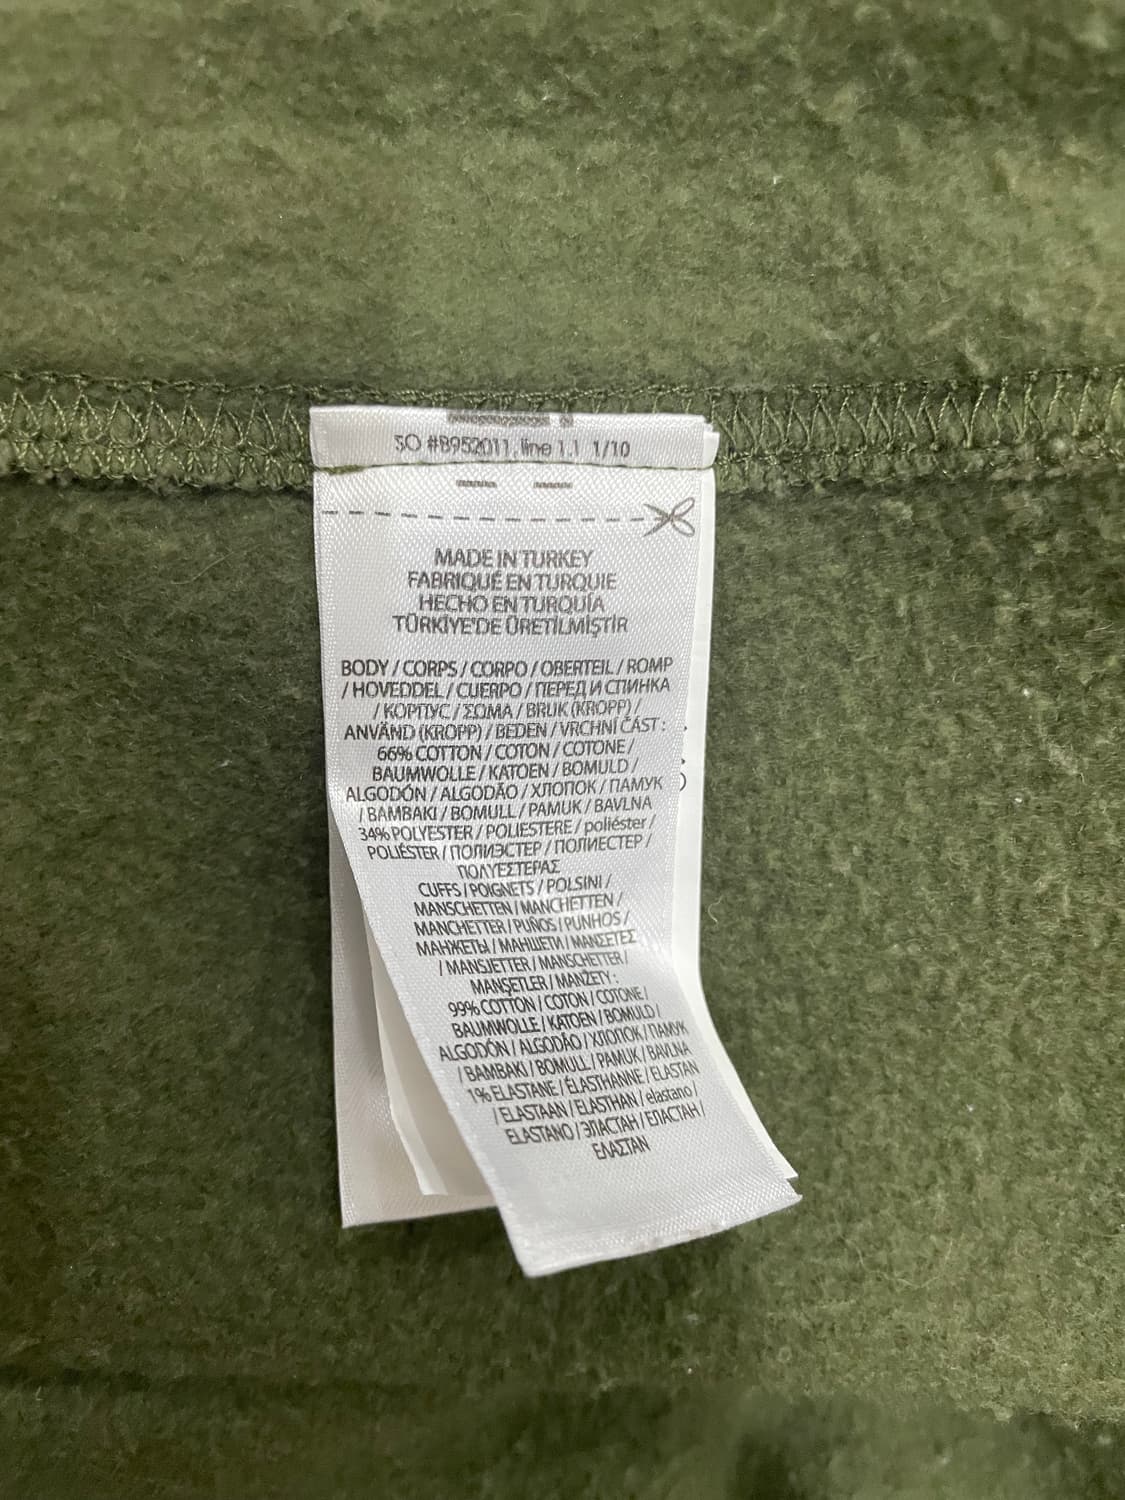 SO #B952011, line 1.1 1/10
MADE IN TURKEY
FABRIQUÉ EN TURQUIE
HECHO EN TURQUÍA
TÜRKİYE'DE ÜRETİLMİŞTİR
BODY / CORPS / CORPO / OBERTEIL / ROMP
/ HOVEDDEL / CUERPO / ПЕРЕД И СПИНКА
/ КОРПУС / ΣΩΜΑ / BRUK (KROPP) /
ANVÄND (KROPP) / BEDEN / VRCHNI ČÁST :
66% COTTON / COTON / COTONE /
BAUMWOLLE / KATOEN / BOMULD /
ALGODÓN / ALGODÃO / ХЛОПОК / ПАМУК
/ BAMBAKI / BOMULL / PAMUK / BAVLNA
34% POLYESTER / POLIESTERE / poliéster /
POLIÉSTER / ПОЛИЭСТЕР / ПОЛИЕСТЕР /
ΠΟΛΥΕΣΤΕΡΑΣ
CUFFS / POIGNETS / POLSINI /
MANSCHETTEN / MANCHETTEN /
MANCHETTER / PUÑOS / PUNHOS /
МАНЖЕТЫ / МАНШЕТИ / ΜΑΝΣΕΤΕΣ
/ MANSJETTER / MANSCHETTER /
MANŞETLER / MANŽETY :
99% COTTON / COTON / COTONE /
BAUMWOLLE / KATOEN / BOMULD /
ALGODÓN / ALGODÃO / ХЛОПОК / ПАМУК
/ BAMBAKI / BOMULL / PAMUK / BAVLNA
1% ELASTANE / ÉLASTHANNE / ELASTAN
/ ELASTAAN / ELASTHAN / elastano /
ELASTANO / ЭЛАСТАН / ЕЛАСТАН /
ΕΛΑΣΤΑΝ